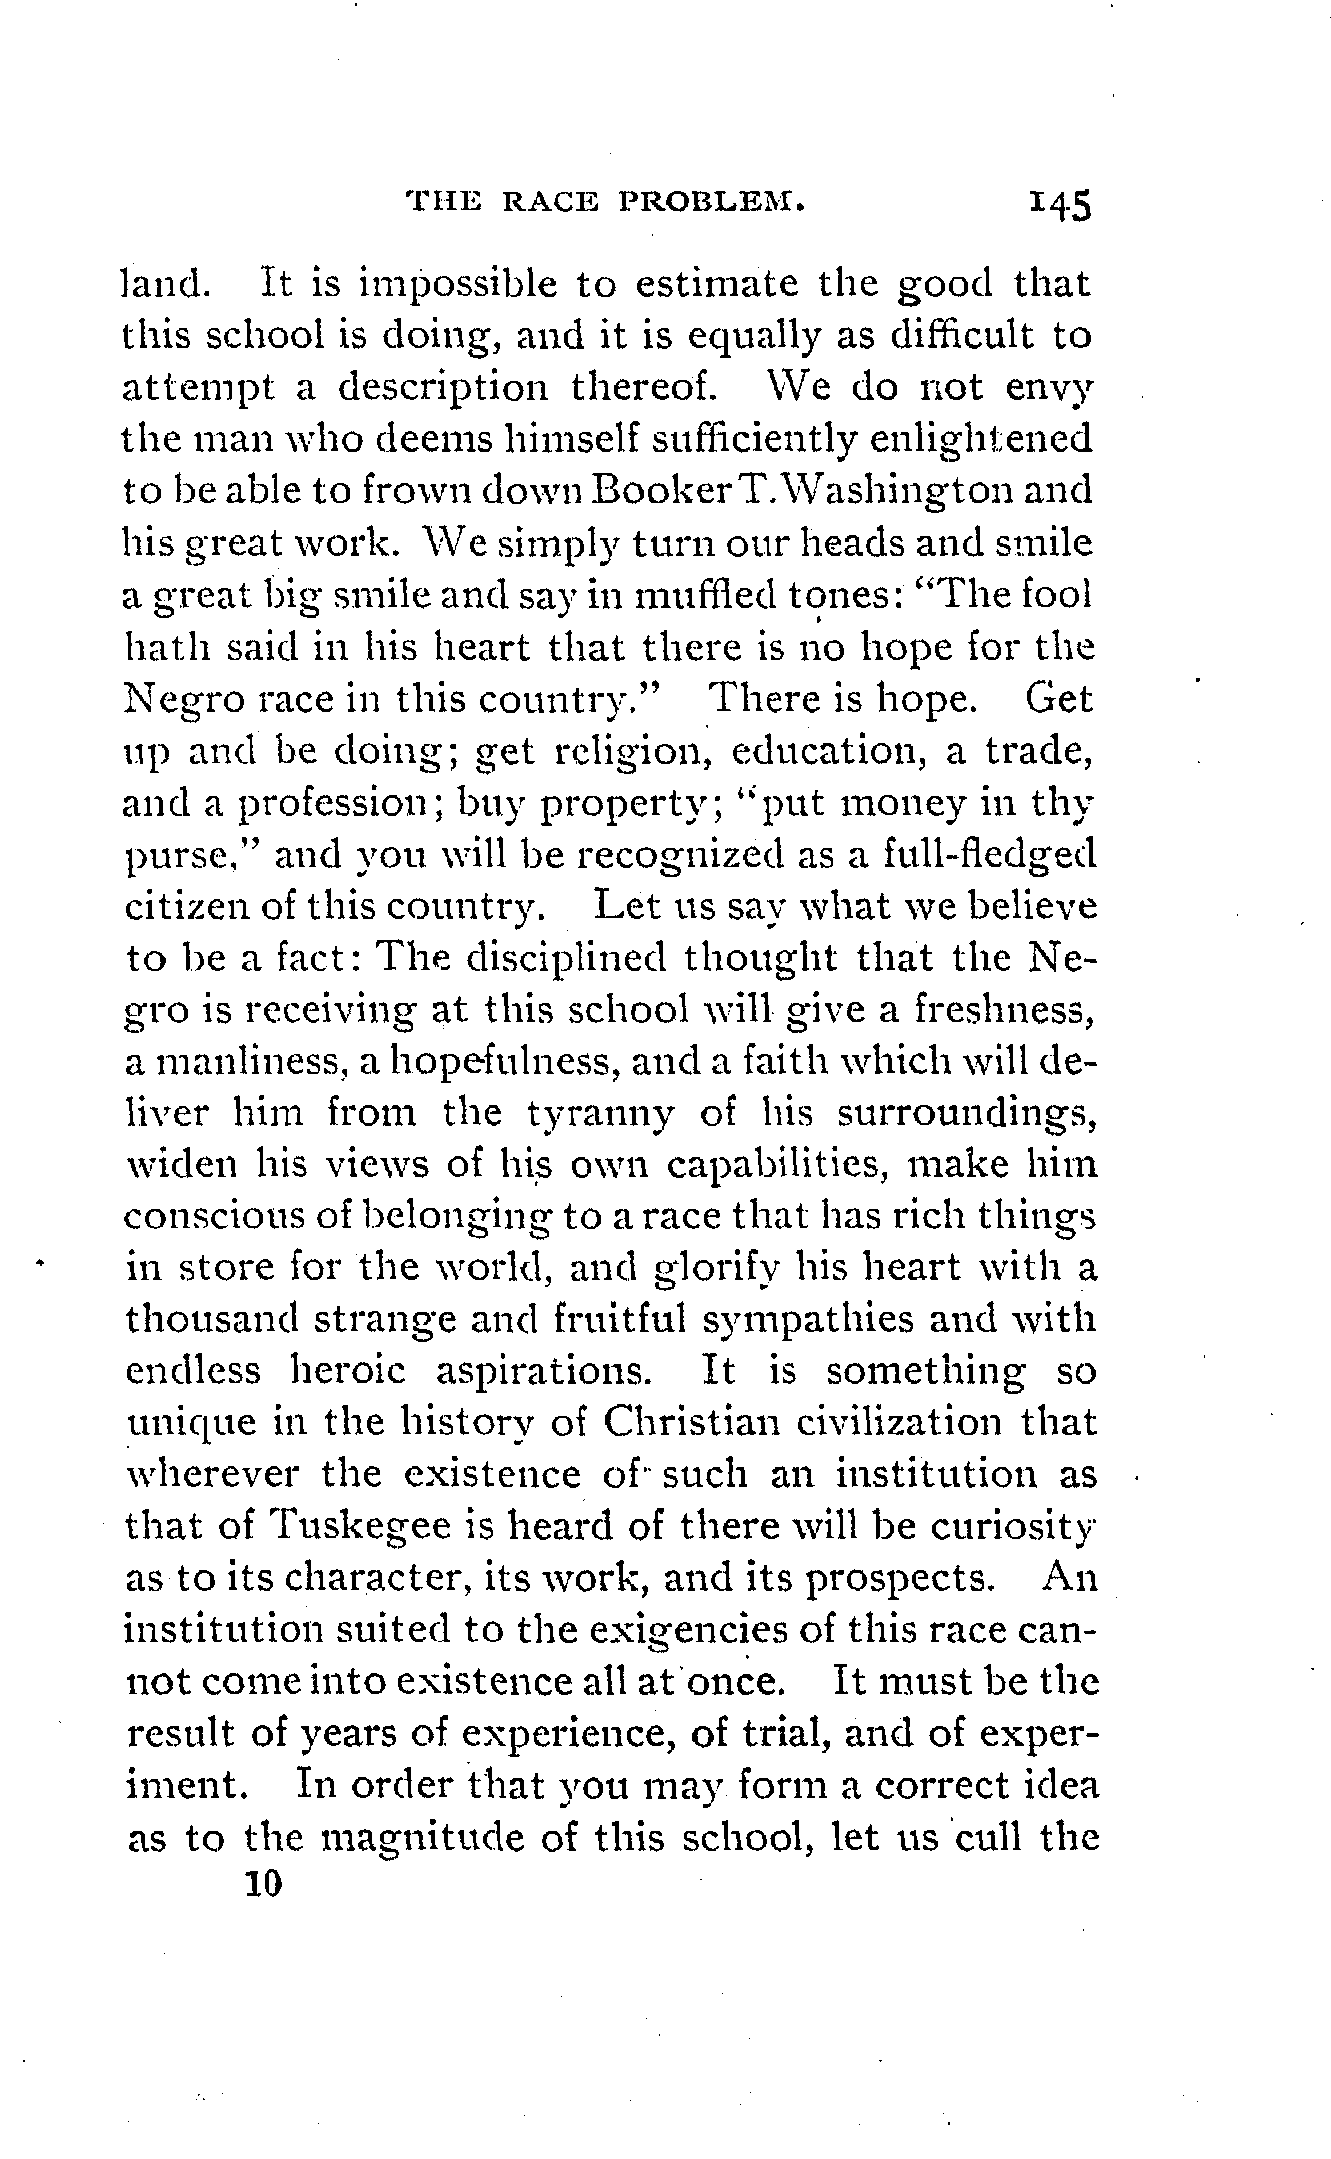 THE RACE PROBLEM. 145
land. It is impossible to estimate the good that
this school is doing, and it is equally as difficult to
attempt a description thereof. We do not envy
the man who deems himself sufficiently enlightened
to be able to frown down Booker T. Washington and
his great work. We simply turn our heads and smile
a great big smile and say in muffled tones: "The fool
hath said in his heart that there is no hope for the
Negro race in this country." There is hope. Get
up and be doing; get religion, education, a trade,
and a profession; buy property; "put money in thy
purse," and you will be recognized as a full-fledged
citizen of this country. Let us say what we believe
to be a fact: The disciplined thought that the Ne-
gro is receiving at this school will give a freshness,
a manliness, a hopefulness, and a faith which will de-
liver him from the tyranny of his surroundings,
widen his views of his own capabilities, make him
conscious of belonging to a race that has rich things
in store for the world, and glorify his heart with a
thousand strange and fruitful sympathies and with
endless heroic aspirations. It is something so
unique in the history of Christian civilization that
wherever the existence of such an institution as
that of Tuskegee is heard of there will be curiosity
as to its character, its work, and its prospects. An
institution suited to the exigencies of this race can-
not come into existence all at once. It must be the
result of years of experience, of trial, and of exper-
iment. In order that you may form a correct idea
as to the magnitude of this school, let us cull the
10